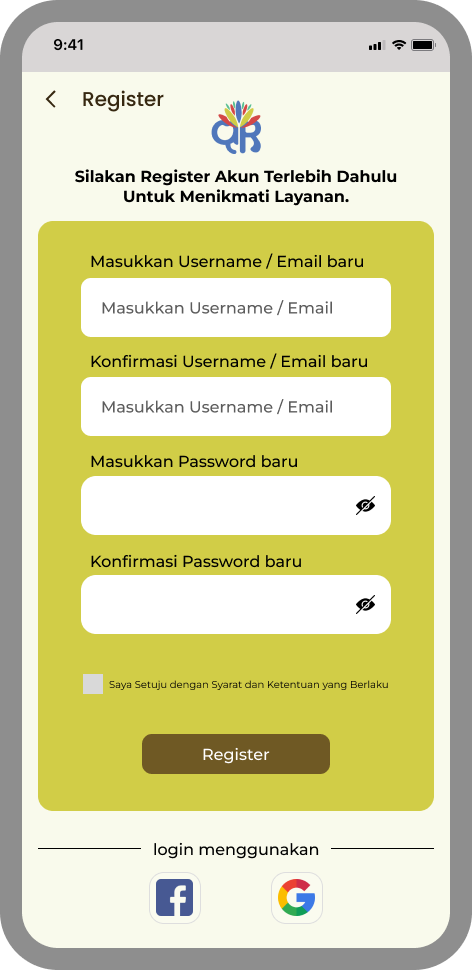 9:41
Register
QR
Silakan Register Akun Terlebih Dahulu
Untuk Menikmati Layanan.
Masukkan Username / Email baru
Masukkan Username / Email
Konfirmasi Username / Email baru
Masukkan Username / Email
Masukkan Password baru
Konfirmasi Password baru
Saya Setuju dengan Syarat dan Ketentuan yang Berlaku
Register
login menggunakan